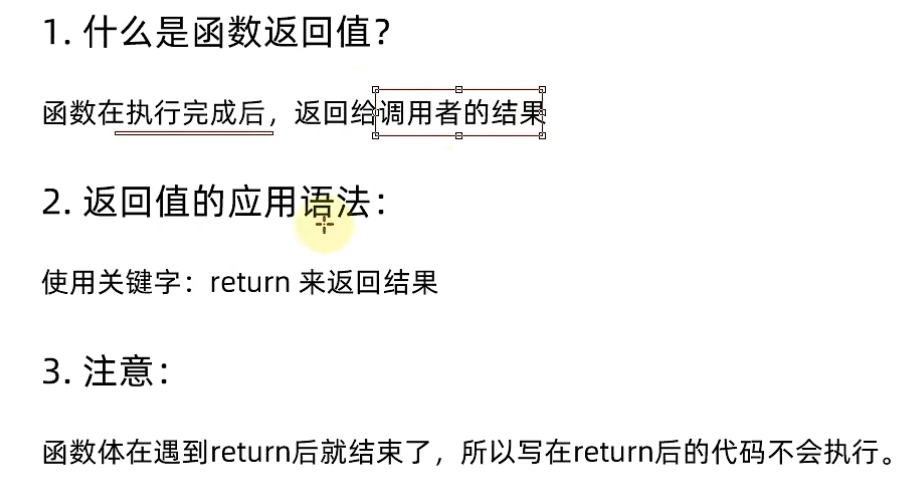 1. 什么是函数返回值?
函数在执行完成后，返回给调用者的结果
2. 返回值的应用语法：
使用关键字：return 来返回结果
3. 注意：
函数体在遇到return后就结束了，所以写在return后的代码不会执行。